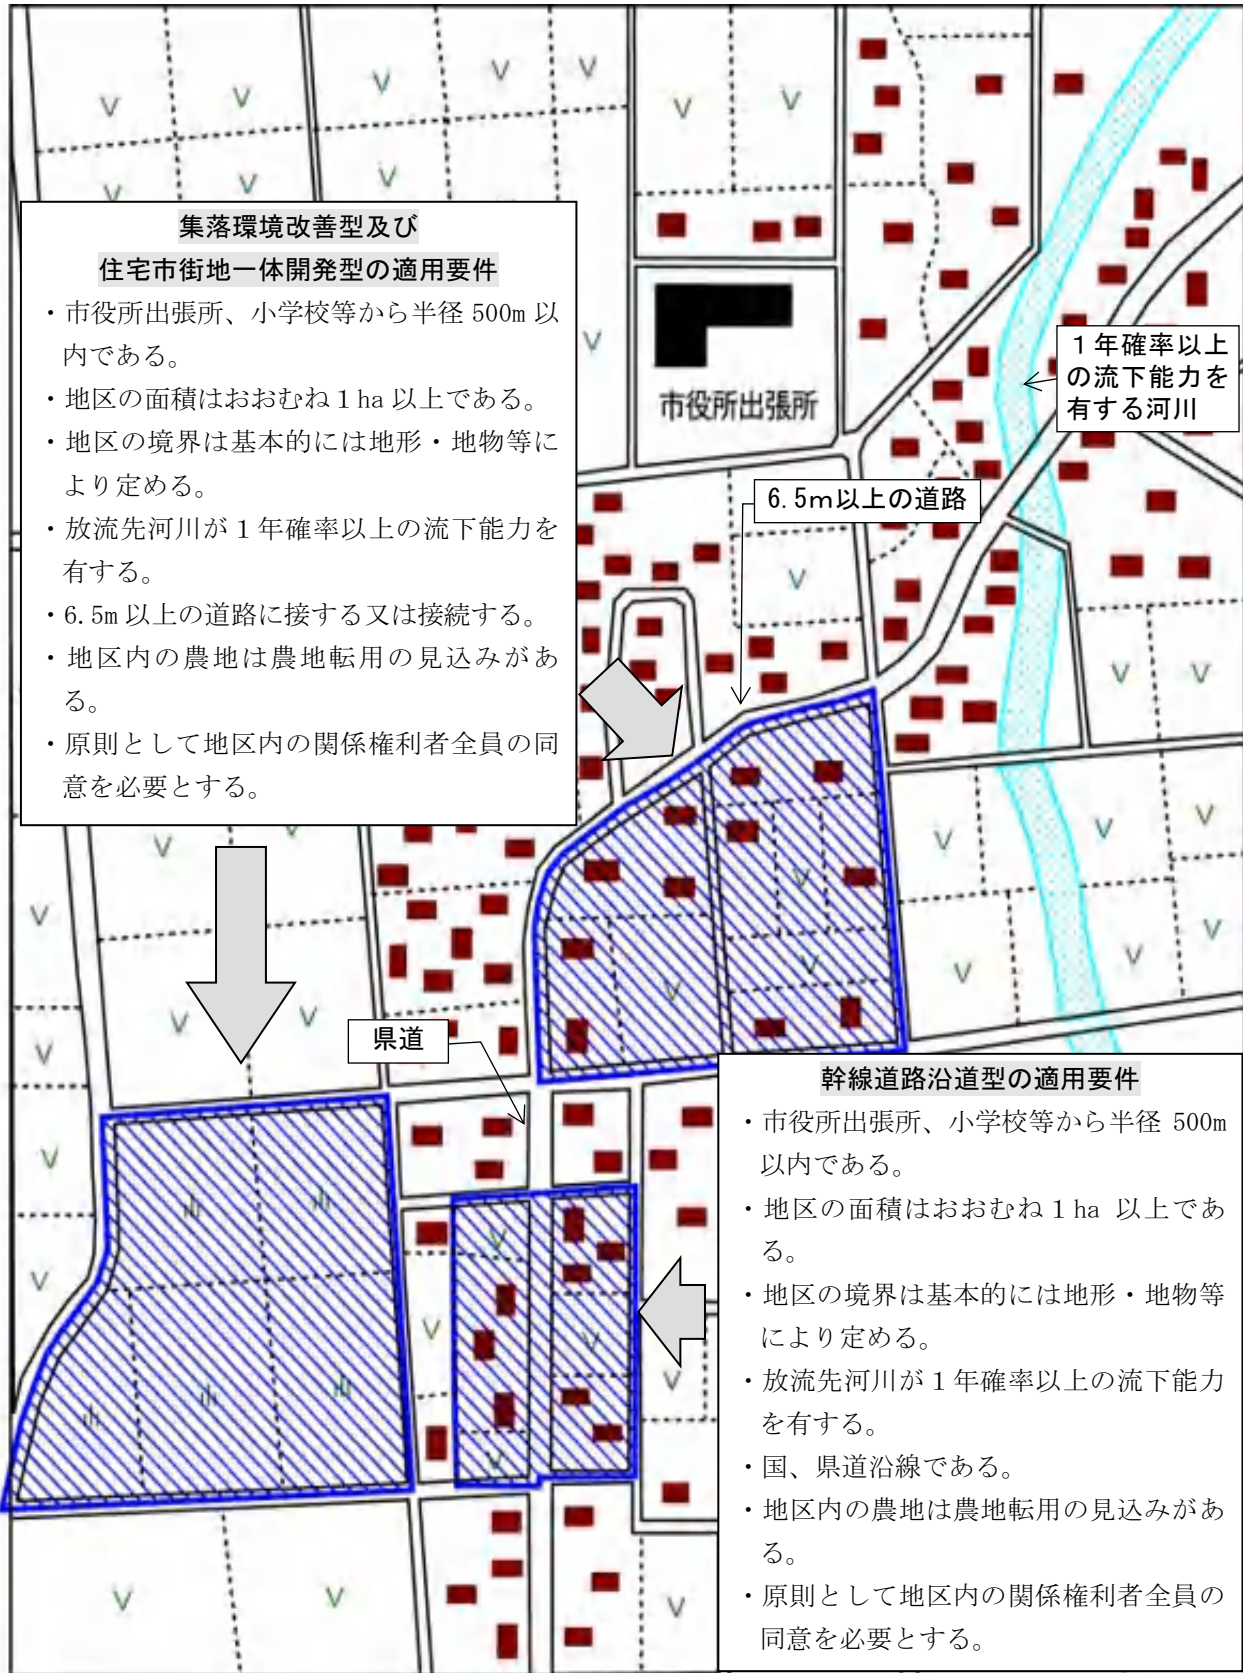 集落環境改善型及び
住宅市街地一体開発型の適用要件
・市役所出張所、小学校等から半径 500m 以
内である。
・地区の面積はおおむね１ha 以上である。
・地区の境界は基本的には地形・地物等に
より定める。
・放流先河川が１年確率以上の流下能力を
有する。
・6.5m 以上の道路に接する又は接続する。
・地区内の農地は農地転用の見込みがあ
る。
・原則として地区内の関係権利者全員の同
意を必要とする。
市役所出張所
１年確率以上
の流下能力を
有する河川
6.5m以上の道路
県道
幹線道路沿道型の適用要件
・市役所出張所、小学校等から半径 500m
以内である。
・地区の面積はおおむね１ha 以上であ
る。
・地区の境界は基本的には地形・地物等
により定める。
・放流先河川が１年確率以上の流下能力
を有する。
・国、県道沿線である。
・地区内の農地は農地転用の見込みがあ
る。
・原則として地区内の関係権利者全員の
同意を必要とする。